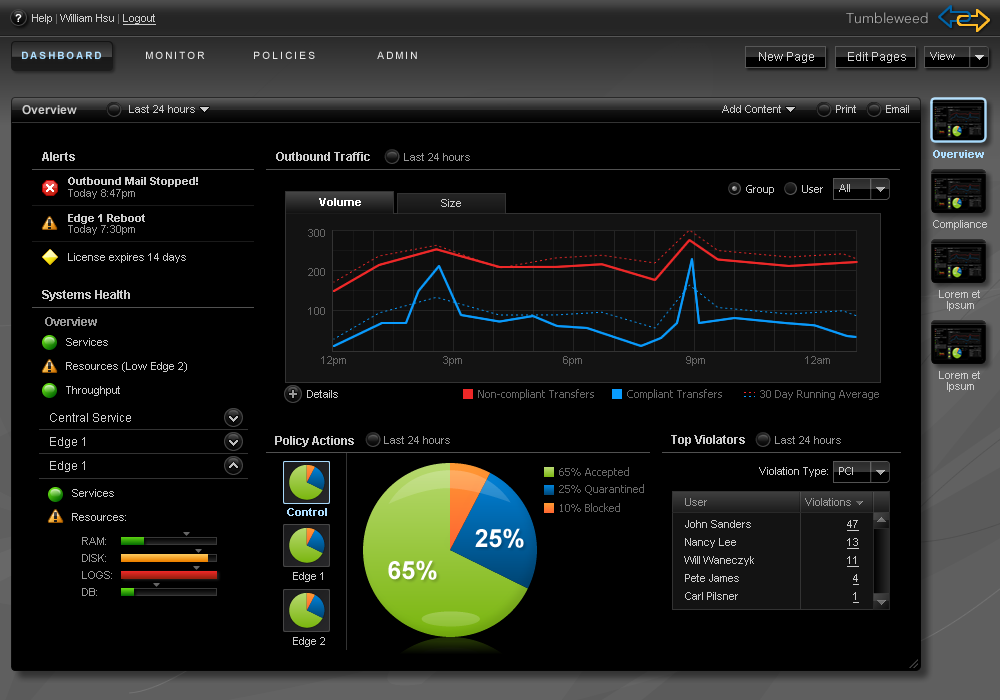 ? Help | William Hsu | Logout
Tumbleweed
DASHBOARD MONITOR POLICIES ADMIN
New Page Edit Pages View
Overview Last 24 hours
Add Content Print Email
Alerts
Outbound Mail Stopped!
Today 8:47pm
Edge 1 Reboot
Today 7:30pm
License expires 14 days
Systems Health
Overview
Services
Resources (Low Edge 2)
Throughput
Central Service
Edge 1
Edge 1
Services
Resources:
RAM:
DISK:
LOGS:
DB:
Outbound Traffic Last 24 hours
Group User All
Volume Size
300
200
100
12pm 3pm 6pm 9pm 12am
Details
Non-compliant Transfers Compliant Transfers 30 Day Running Average
Policy Actions Last 24 hours
Control
Edge 1
Edge 2
65%
25%
65% Accepted
25% Quarantined
10% Blocked
Top Violators Last 24 hours
Violation Type: PCI
User Violations
John Sanders 47
Nancy Lee 13
Will Waneczyk 11
Pete James 4
Carl Pilsner 1
Overview
Compliance
Lorem et
Ipsum
Lorem et
Ipsum